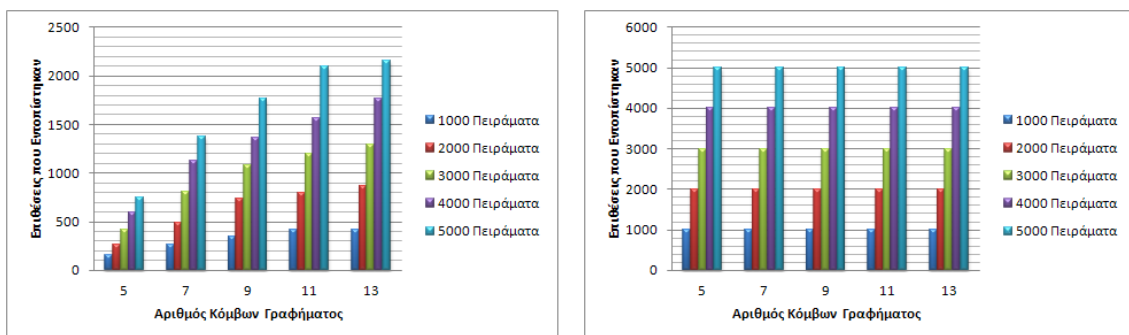 Επιθέσεις που Εντοπίστηκαν
2500
2000
1500
1000
500
0
5 7 9 11 13
Αριθμός Κόμβων Γραφήματος
1000 Πειράματα
2000 Πειράματα
3000 Πειράματα
4000 Πειράματα
5000 Πειράματα
Επιθέσεις που Εντοπίστηκαν
6000
5000
4000
3000
2000
1000
0
5 7 9 11 13
Αριθμός Κόμβων Γραφήματος
1000 Πειράματα
2000 Πειράματα
3000 Πειράματα
4000 Πειράματα
5000 Πειράματα